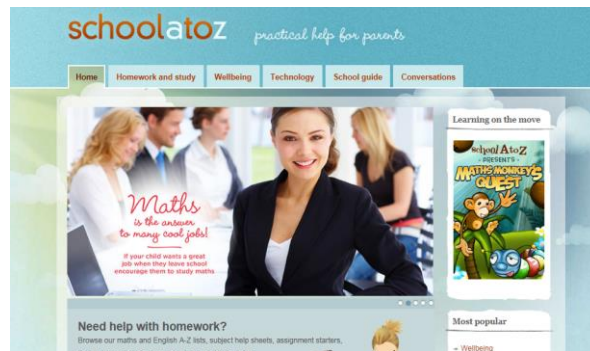 schoolatoz
practical help for parents
Home
Homework and study
Wellbeing
Technology
School guide
Conversations
Learning on the move
Maths
is the answer
to many cool jobs!
If your child wants a great
job when they leave school
encourage them to study maths
School A to Z
- PRESENTS -
MATHS MONKEY'S
QUEST
Need help with homework?
Browse our maths and English A-Z lists, subject help sheets, assignment starters,
Most popular
Wellbeing